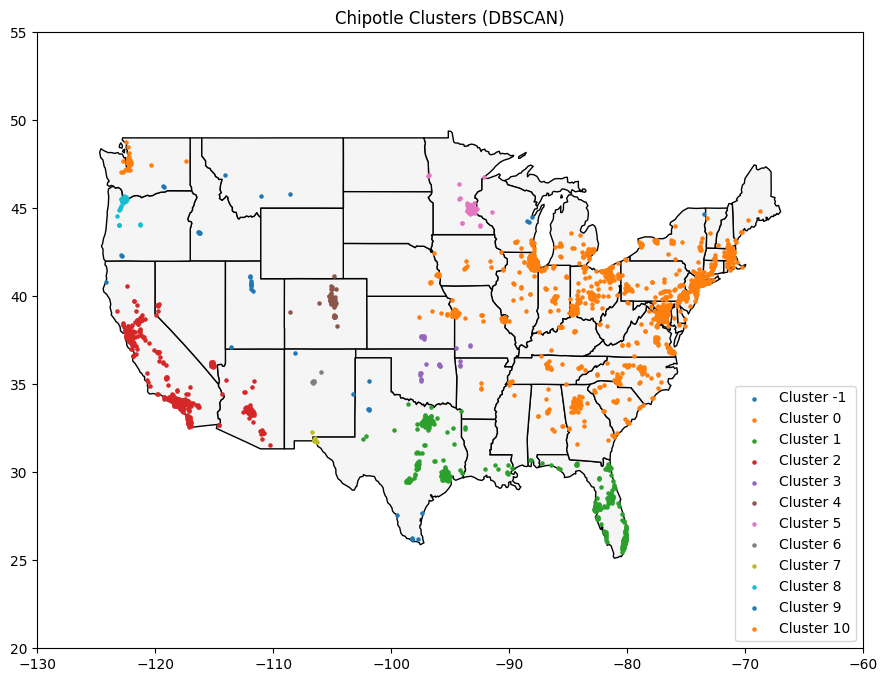 Chipotle Clusters (DBSCAN)
55
50
45
40
35
30
25
20
−130
−120
−110
−100
−90
−80
−70
−60
Cluster -1
Cluster 0
Cluster 1
Cluster 2
Cluster 3
Cluster 4
Cluster 5
Cluster 6
Cluster 7
Cluster 8
Cluster 9
Cluster 10